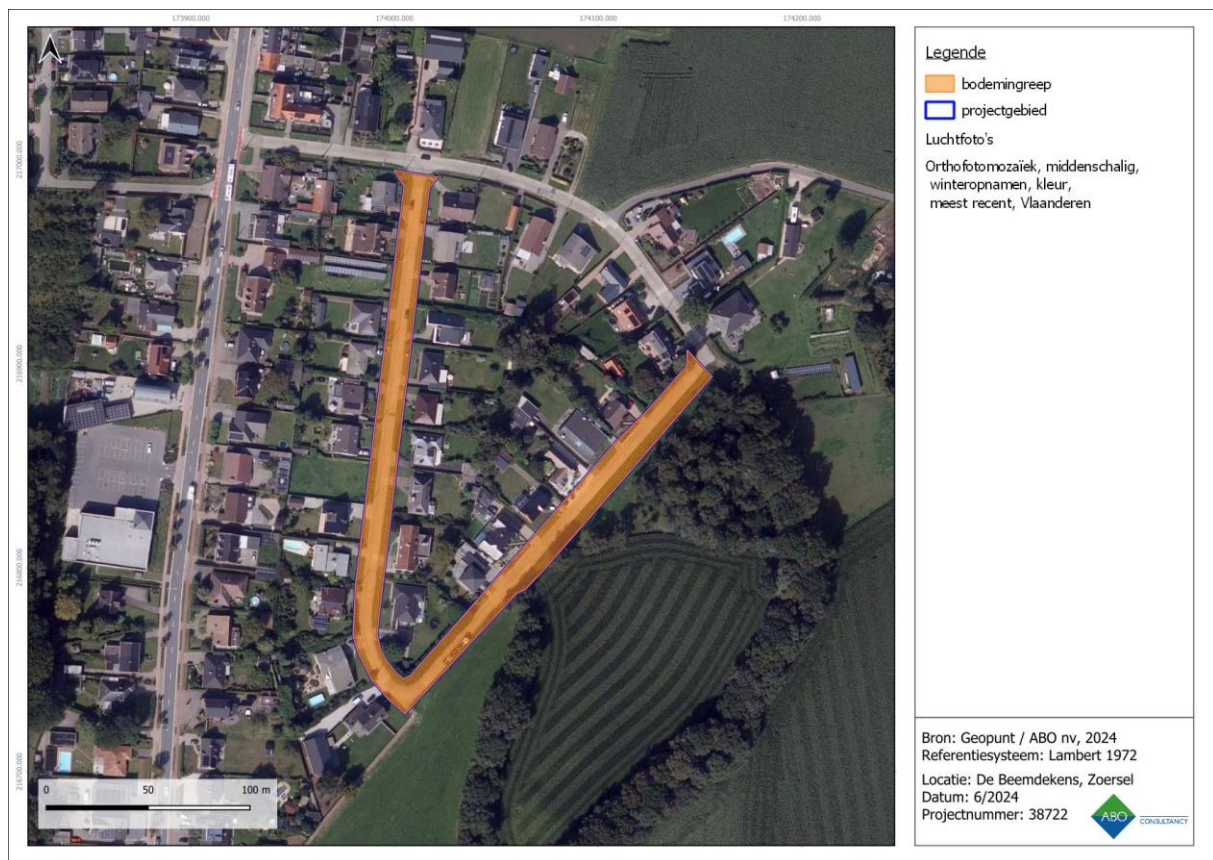 173900.000 174000.000 174100.000 174200.000
217000.000
216900.000
216800.000
216700.000
0 50 100 m
Legende
bodemingreep
projectgebied
Luchtfoto's
Orthofotomozaïek, middenschalig,
winteropnamen, kleur,
meest recent, Vlaanderen
Bron: Geopunt / ABO nv, 2024
Referentiesysteem: Lambert 1972
Locatie: De Beemdekens, Zoersel
Datum: 6/2024
Projectnummer: 38722
ABO CONSULTANCY